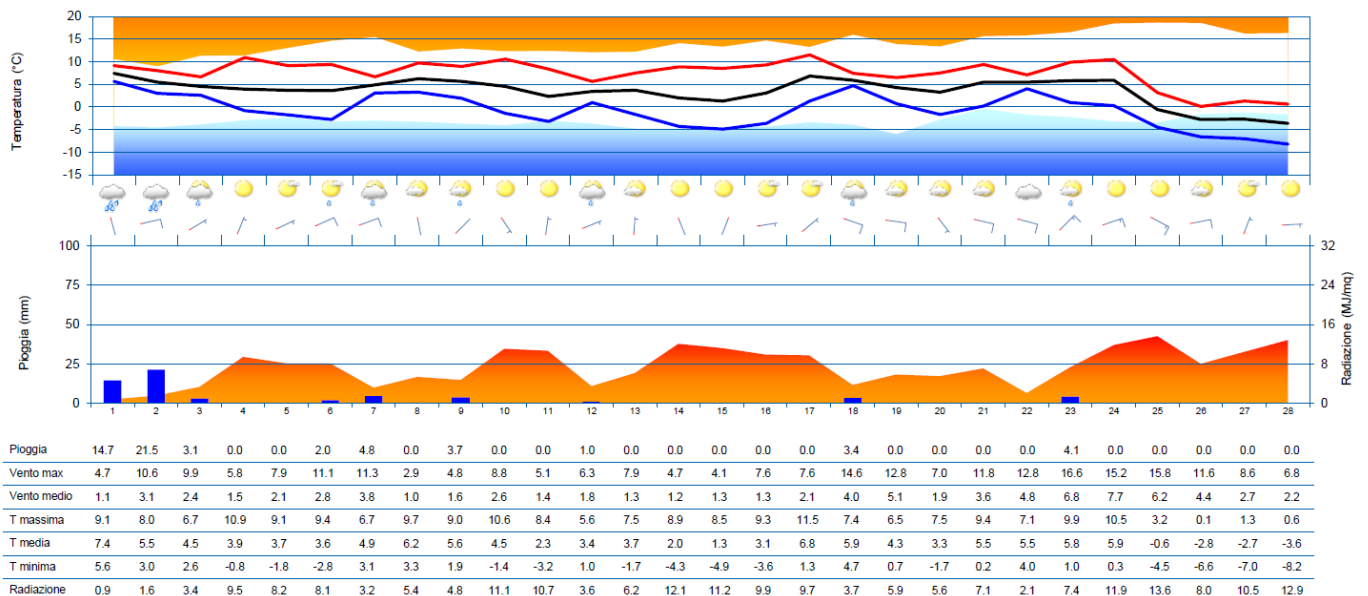 Temperatura (°C)
20
15
10
5
0
-5
-10
-15
Pioggia (mm)
100
75
50
25
0
Radiazione (MJ/mq)
32
24
16
8
0
1 2 3 4 5 6 7 8 9 10 11 12 13 14 15 16 17 18 19 20 21 22 23 24 25 26 27 28
Pioggia 14.7 21.5 3.1 0.0 0.0 2.0 4.8 0.0 3.7 0.0 0.0 1.0 0.0 0.0 0.0 0.0 0.0 3.4 0.0 0.0 0.0 0.0 4.1 0.0 0.0 0.0 0.0 0.0
Vento max 4.7 10.6 9.9 5.8 7.9 11.1 11.3 2.9 4.8 8.8 5.1 6.3 7.9 4.7 4.1 7.6 7.6 14.6 12.8 7.0 11.8 12.8 16.6 15.2 15.8 11.6 8.6 6.8
Vento medio 1.1 3.1 2.4 1.5 2.1 2.8 3.8 1.0 1.6 2.6 1.4 1.8 1.3 1.2 1.3 1.3 2.1 4.0 5.1 1.9 3.6 4.8 6.8 7.7 6.2 4.4 2.7 2.2
T massima 9.1 8.0 6.7 10.9 9.1 9.4 6.7 9.7 9.0 10.6 8.4 5.6 7.5 8.9 8.5 9.3 11.5 7.4 6.5 7.5 9.4 7.1 9.9 10.5 3.2 0.1 1.3 0.6
T media 7.4 5.5 4.5 3.9 3.7 3.6 4.9 6.2 5.6 4.5 2.3 3.4 3.7 2.0 1.3 3.1 6.8 5.9 4.3 3.3 5.5 5.5 5.8 5.9 -0.6 -2.8 -2.7 -3.6
T minima 5.6 3.0 2.6 -0.8 -1.8 -2.8 3.1 3.3 1.9 -1.4 -3.2 1.0 -1.7 -4.3 -4.9 -3.6 1.3 4.7 0.7 -1.7 0.2 4.0 1.0 0.3 -4.5 -6.6 -7.0 -8.2
Radiazione 0.9 1.6 3.4 9.5 8.2 8.1 3.2 5.4 4.8 11.1 10.7 3.6 6.2 12.1 11.2 9.9 9.7 3.7 5.9 5.6 7.1 2.1 7.4 11.9 13.6 8.0 10.5 12.9